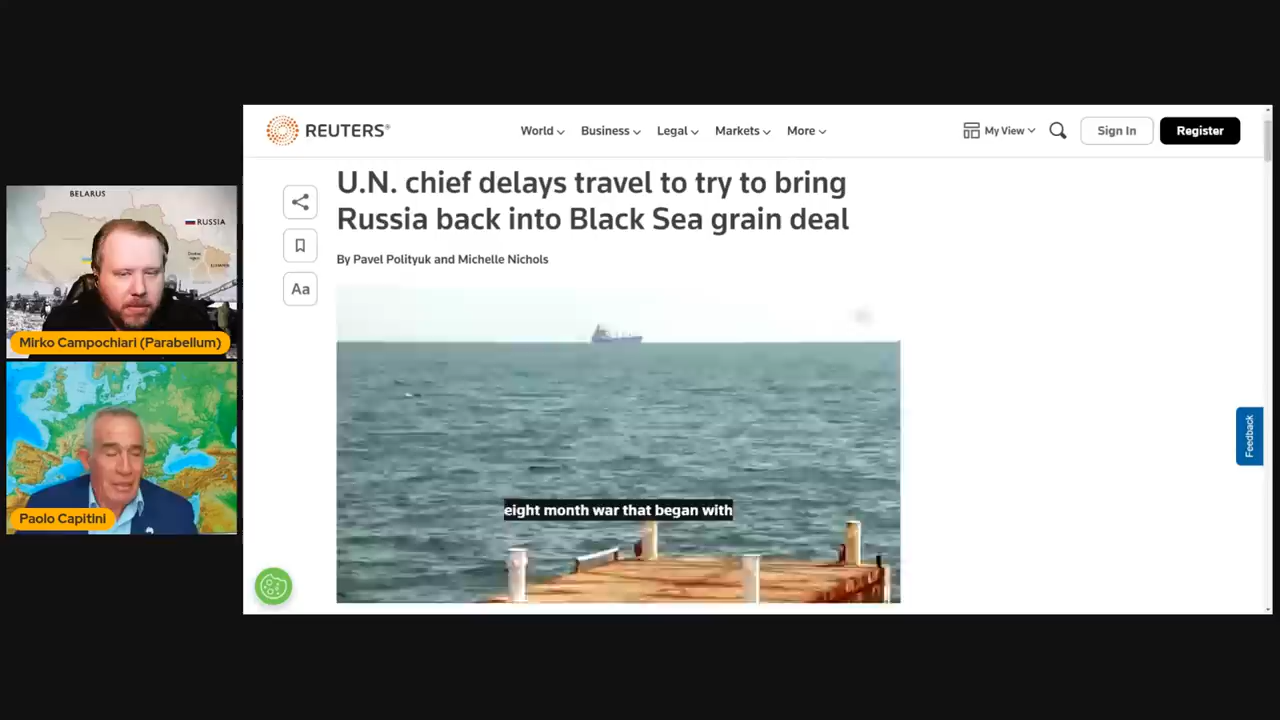 REUTERS®
World
Business
Legal
Markets
More
My View
Sign In
Register
U.N. chief delays travel to try to bring
Russia back into Black Sea grain deal
By Pavel Polityuk and Michelle Nichols
Aa
eight month war that began with
Feedback
BELARUS
RUSSIA
Mirko Campochiari (Parabellum)
Paolo Capitini